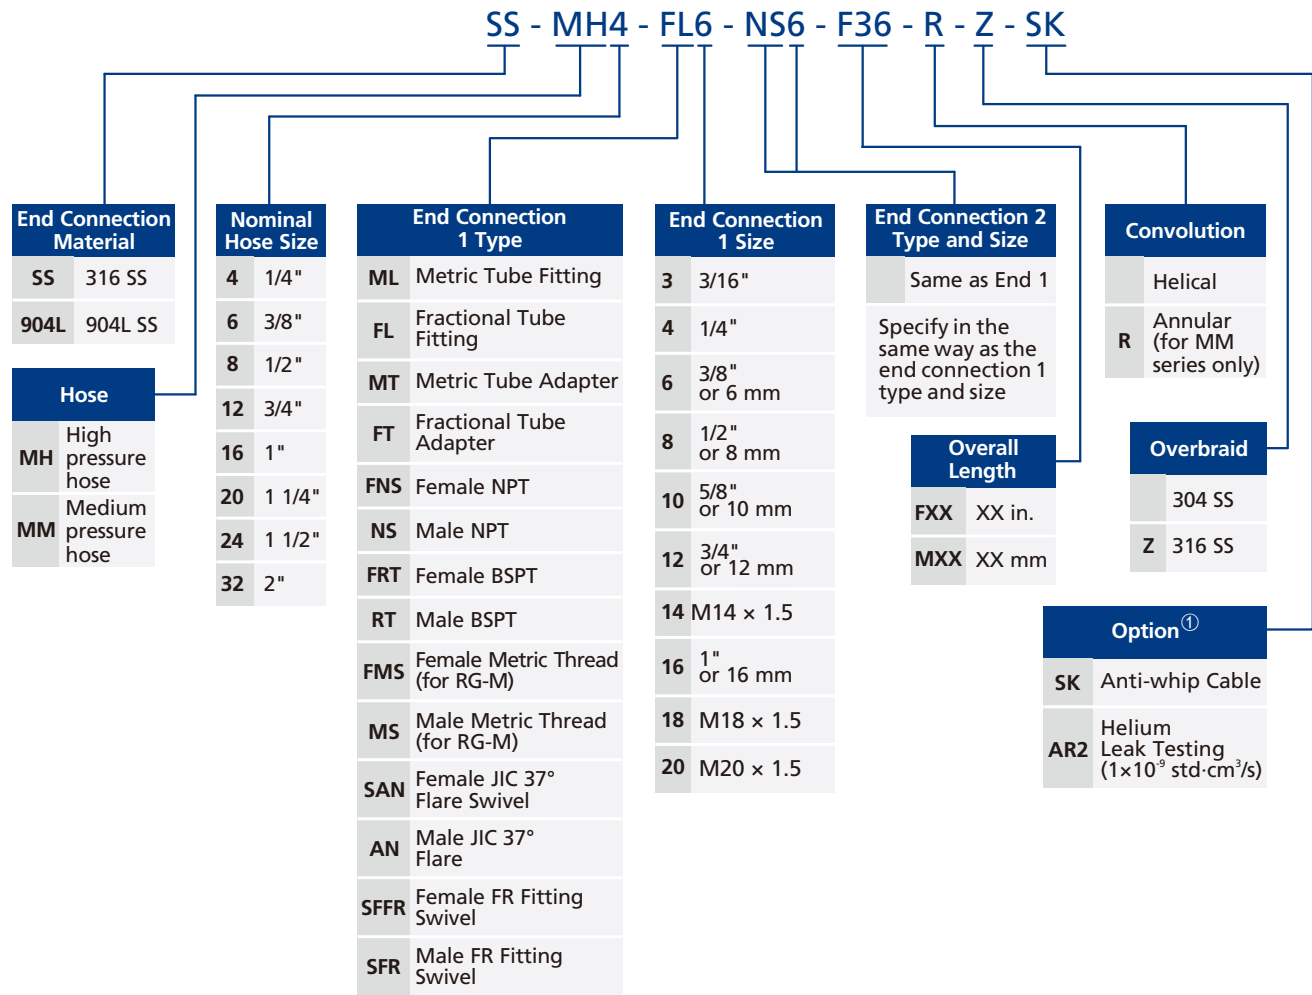 SS - MH4 - FL6 - NS6 - F36 - R - Z - SK
End Connection
Material
SS 316 SS
904L 904L SS
Hose
MH High
pressure
hose
MM Medium
pressure
hose
Nominal
Hose Size
4 1/4"
6 3/8"
8 1/2"
12 3/4"
16 1"
20 1 1/4"
24 1 1/2"
32 2"
End Connection
1 Type
ML Metric Tube Fitting
FL Fractional Tube
Fitting
MT Metric Tube Adapter
FT Fractional Tube
Adapter
FNS Female NPT
NS Male NPT
FRT Female BSPT
RT Male BSPT
FMS Female Metric Thread
(for RG-M)
MS Male Metric Thread
(for RG-M)
SAN Female JIC 37°
Flare Swivel
AN Male JIC 37°
Flare
SFFR Female FR Fitting
Swivel
SFR Male FR Fitting
Swivel
End Connection
1 Size
3 3/16"
4 1/4"
6 3/8"
or 6 mm
8 1/2"
or 8 mm
10 5/8"
or 10 mm
12 3/4"
or 12 mm
14 M14 × 1.5
16 1"
or 16 mm
18 M18 × 1.5
20 M20 × 1.5
End Connection 2
Type and Size
Same as End 1
Specify in the
same way as the
end connection 1
type and size
Overall
Length
FXX XX in.
MXX XX mm
Convolution
Helical
R Annular
(for MM
series only)
Overbraid
304 SS
Z 316 SS
Option①
SK Anti-whip Cable
AR2 Helium
Leak Testing
(1×10⁻⁹ std·cm³/s)